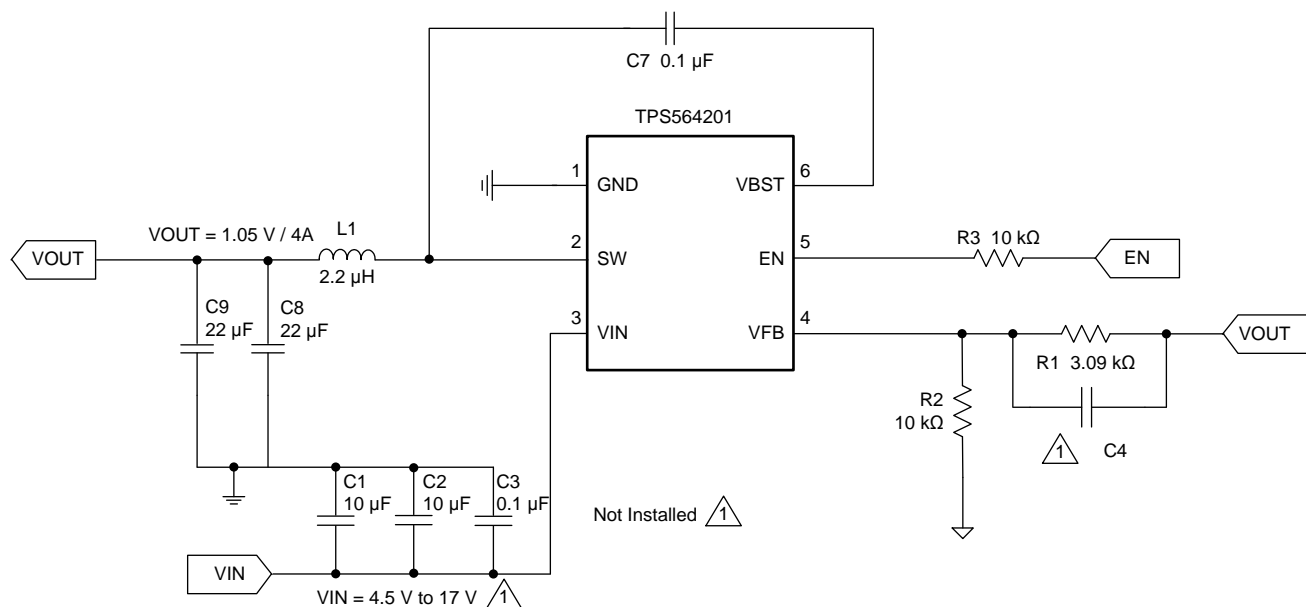 C7 0.1 µF
TPS564201
1
GND
VBST
6
VOUT = 1.05 V / 4A
L1
2.2 µH
VOUT
2
SW
EN
5
R3 10 kΩ
EN
C9
22 µF
C8
22 µF
3
VIN
VFB
4
R1 3.09 kΩ
VOUT
R2
10 kΩ
1
C4
C1
10 µF
C2
10 µF
C3
0.1 µF
Not Installed 1
VIN
VIN = 4.5 V to 17 V 1